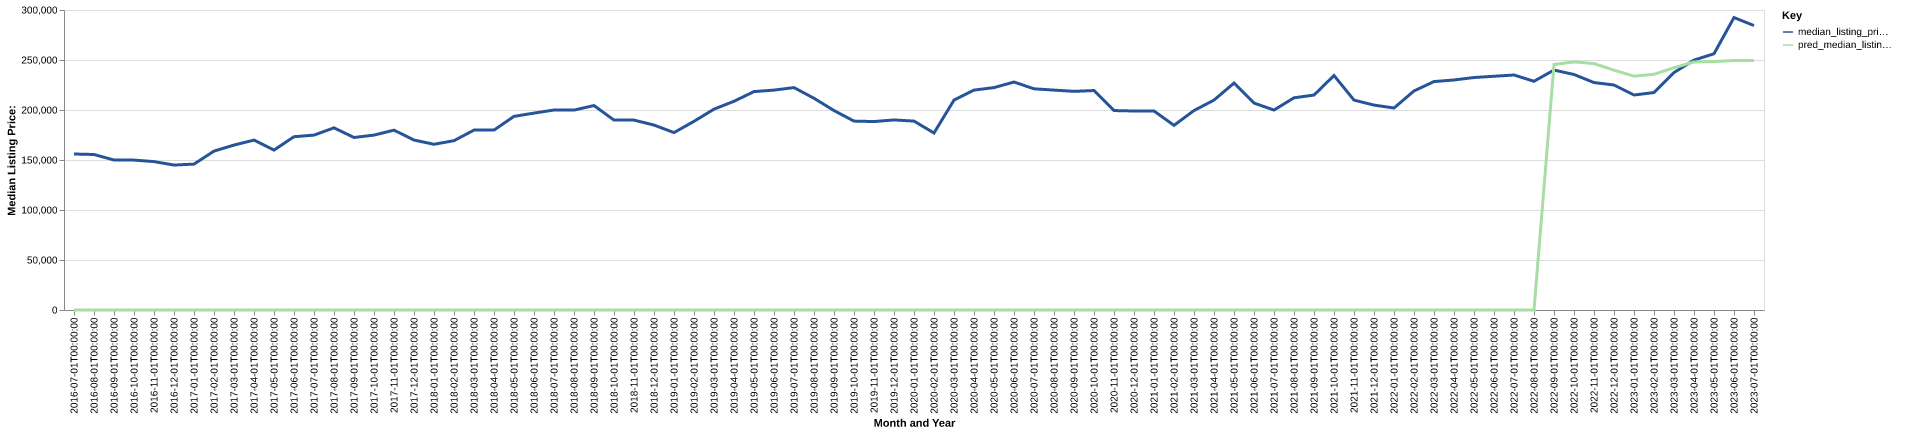 300,000
250,000
200,000
150,000
100,000
50,000
0
Median Listing Price:
2016-07-01T00:00:00
2016-08-01T00:00:00
2016-09-01T00:00:00
2016-10-01T00:00:00
2016-11-01T00:00:00
2016-12-01T00:00:00
2017-01-01T00:00:00
2017-02-01T00:00:00
2017-03-01T00:00:00
2017-04-01T00:00:00
2017-05-01T00:00:00
2017-06-01T00:00:00
2017-07-01T00:00:00
2017-08-01T00:00:00
2017-09-01T00:00:00
2017-10-01T00:00:00
2017-11-01T00:00:00
2017-12-01T00:00:00
2018-01-01T00:00:00
2018-02-01T00:00:00
2018-03-01T00:00:00
2018-04-01T00:00:00
2018-05-01T00:00:00
2018-06-01T00:00:00
2018-07-01T00:00:00
2018-08-01T00:00:00
2018-09-01T00:00:00
2018-10-01T00:00:00
2018-11-01T00:00:00
2018-12-01T00:00:00
2019-01-01T00:00:00
2019-02-01T00:00:00
2019-03-01T00:00:00
2019-04-01T00:00:00
2019-05-01T00:00:00
2019-06-01T00:00:00
2019-07-01T00:00:00
2019-08-01T00:00:00
2019-09-01T00:00:00
2019-10-01T00:00:00
2019-11-01T00:00:00
2019-12-01T00:00:00
2020-01-01T00:00:00
2020-02-01T00:00:00
2020-03-01T00:00:00
2020-04-01T00:00:00
2020-05-01T00:00:00
2020-06-01T00:00:00
2020-07-01T00:00:00
2020-08-01T00:00:00
2020-09-01T00:00:00
2020-10-01T00:00:00
2020-11-01T00:00:00
2020-12-01T00:00:00
2021-01-01T00:00:00
2021-02-01T00:00:00
2021-03-01T00:00:00
2021-04-01T00:00:00
2021-05-01T00:00:00
2021-06-01T00:00:00
2021-07-01T00:00:00
2021-08-01T00:00:00
2021-09-01T00:00:00
2021-10-01T00:00:00
2021-11-01T00:00:00
2021-12-01T00:00:00
2022-01-01T00:00:00
2022-02-01T00:00:00
2022-03-01T00:00:00
2022-04-01T00:00:00
2022-05-01T00:00:00
2022-06-01T00:00:00
2022-07-01T00:00:00
2022-08-01T00:00:00
2022-09-01T00:00:00
2022-10-01T00:00:00
2022-11-01T00:00:00
2022-12-01T00:00:00
2023-01-01T00:00:00
2023-02-01T00:00:00
2023-03-01T00:00:00
2023-04-01T00:00:00
2023-05-01T00:00:00
2023-06-01T00:00:00
2023-07-01T00:00:00
Month and Year
Key
median_listing_pri…
pred_median_listin…